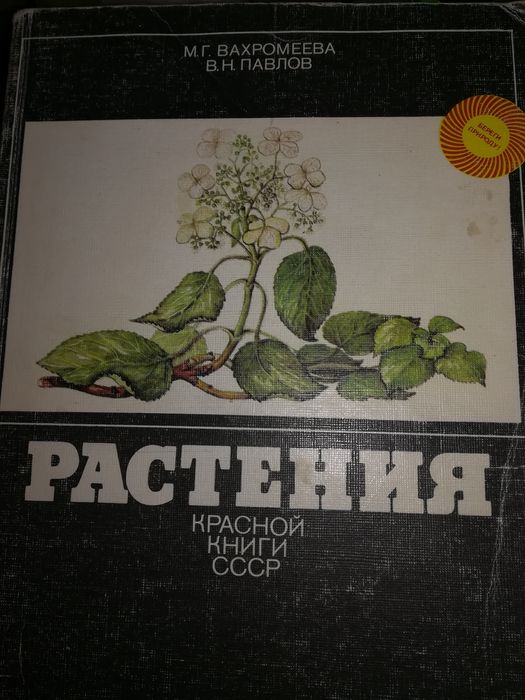 М.Г. ВАХРОМЕЕВА
В.Н. ПАВЛОВ
БЕРЕГИ
ПРИРОДУ!
РАСТЕНИЯ
КРАСНОЙ
КНИГИ
СССР